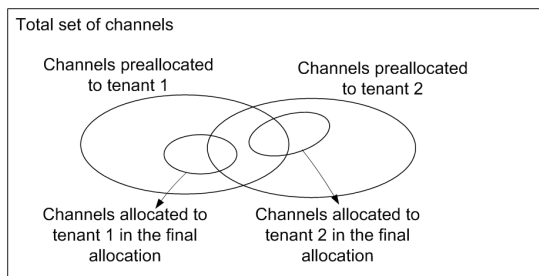 Total set of channels
Channels preallocated
to tenant 1
Channels preallocated
to tenant 2
Channels allocated to
tenant 1 in the final
allocation
Channels allocated to
tenant 2 in the final
allocation